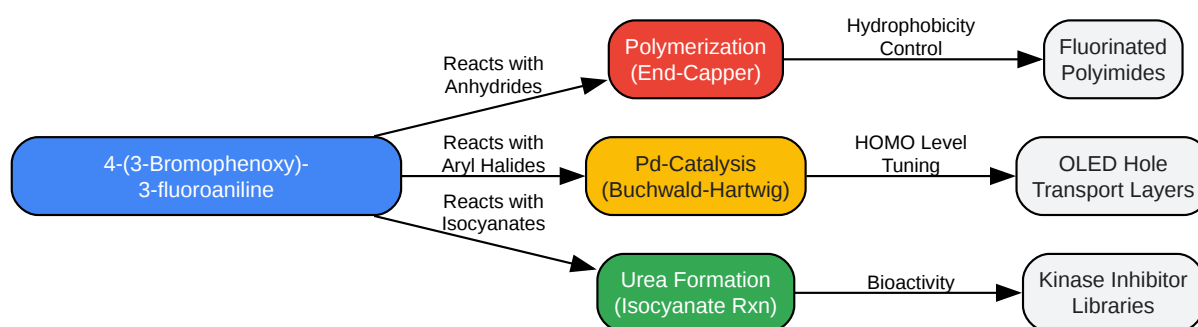 4-(3-Bromophenoxy)-
3-fluoroaniline
Reacts with
Anhydrides
Reacts with
Aryl Halides
Reacts with
Isocyanates
Polymerization
(End-Capper)
Hydrophobicity
Control
Fluorinated
Polyimides
Pd-Catalysis
(Buchwald-Hartwig)
HOMO Level
Tuning
OLED Hole
Transport Layers
Urea Formation
(Isocyanate Rxn)
Bioactivity
Kinase Inhibitor
Libraries